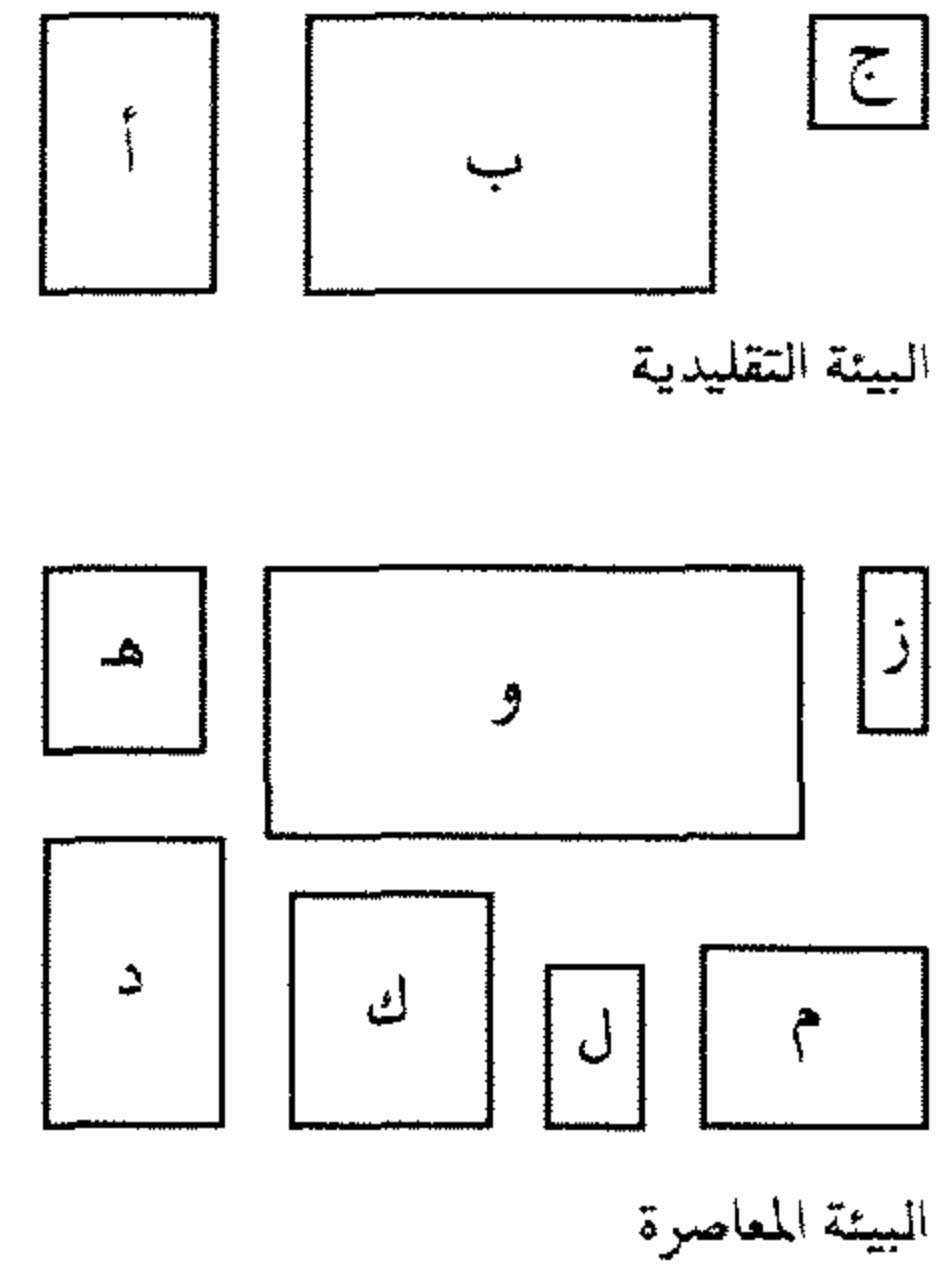 ج ب أ
البيئة التقليدية
ز و هـ
م ل ك د
البيئة المعاصرة